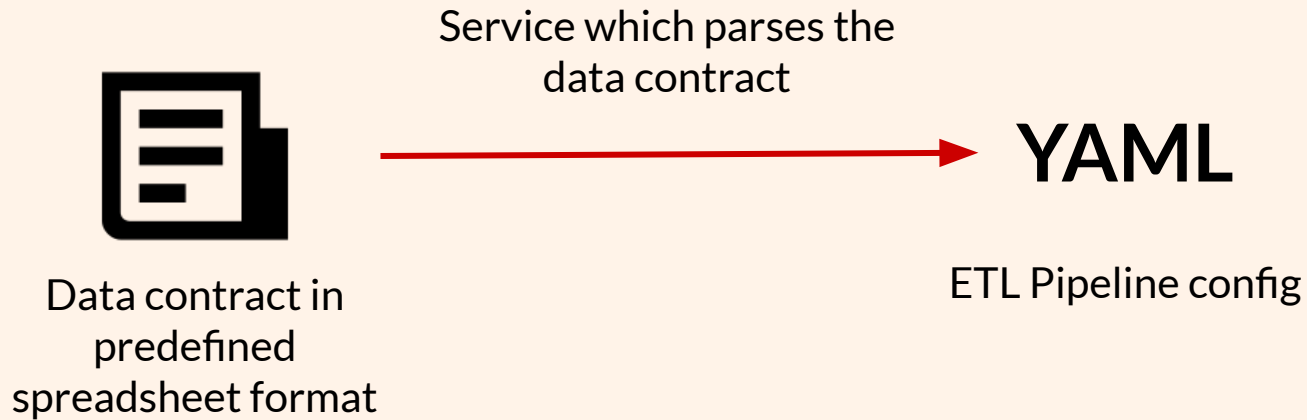 Service which parses the
data contract
YAML
Data contract in
predefined
spreadsheet format
ETL Pipeline config